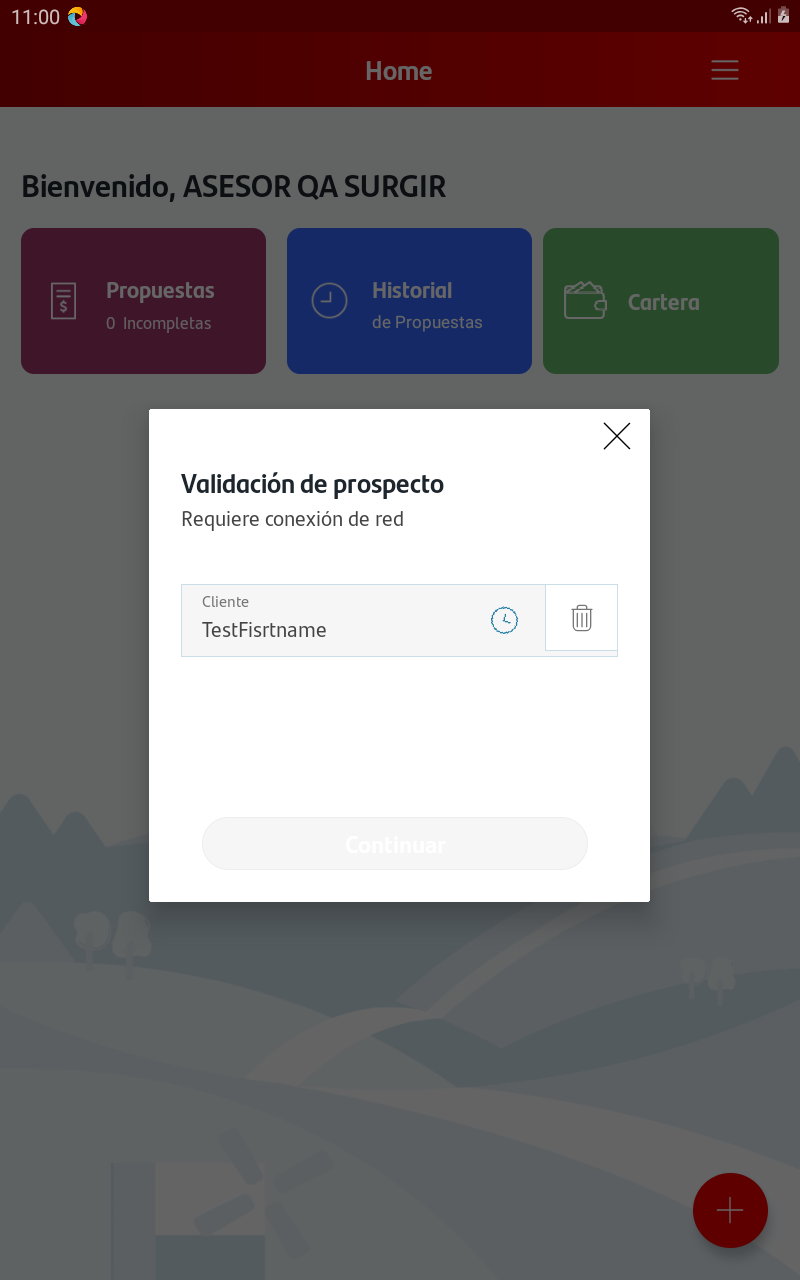 11:00
Home
Bienvenido, ASESOR QA SURGIR
Propuestas
0 Incompletas
Historial
de Propuestas
Cartera
Validación de prospecto
Requiere conexión de red
Cliente
TestFisrtname
Continuar